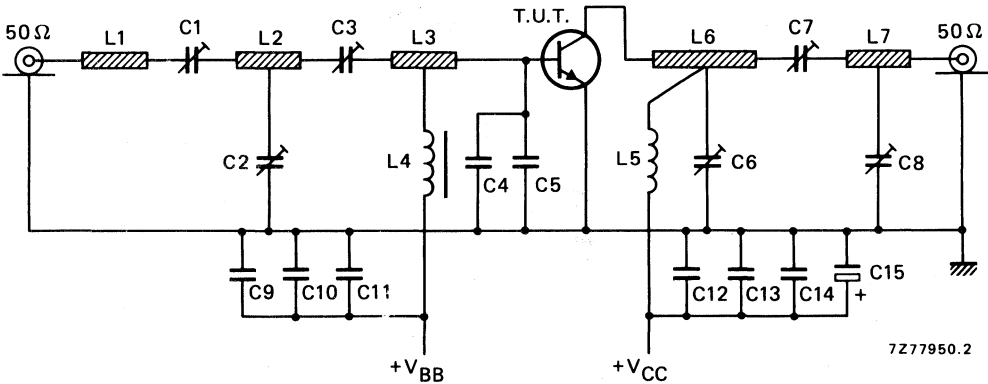 T.U.T.
50Ω
L1
C1
L2
C3
L3
L6
C7
L7
50Ω
C2
L4
C4
C5
L5
C6
C8
C9
C10
C11
C12
C13
C14
C15
+
+VBB
+VCC
7Z77950.2